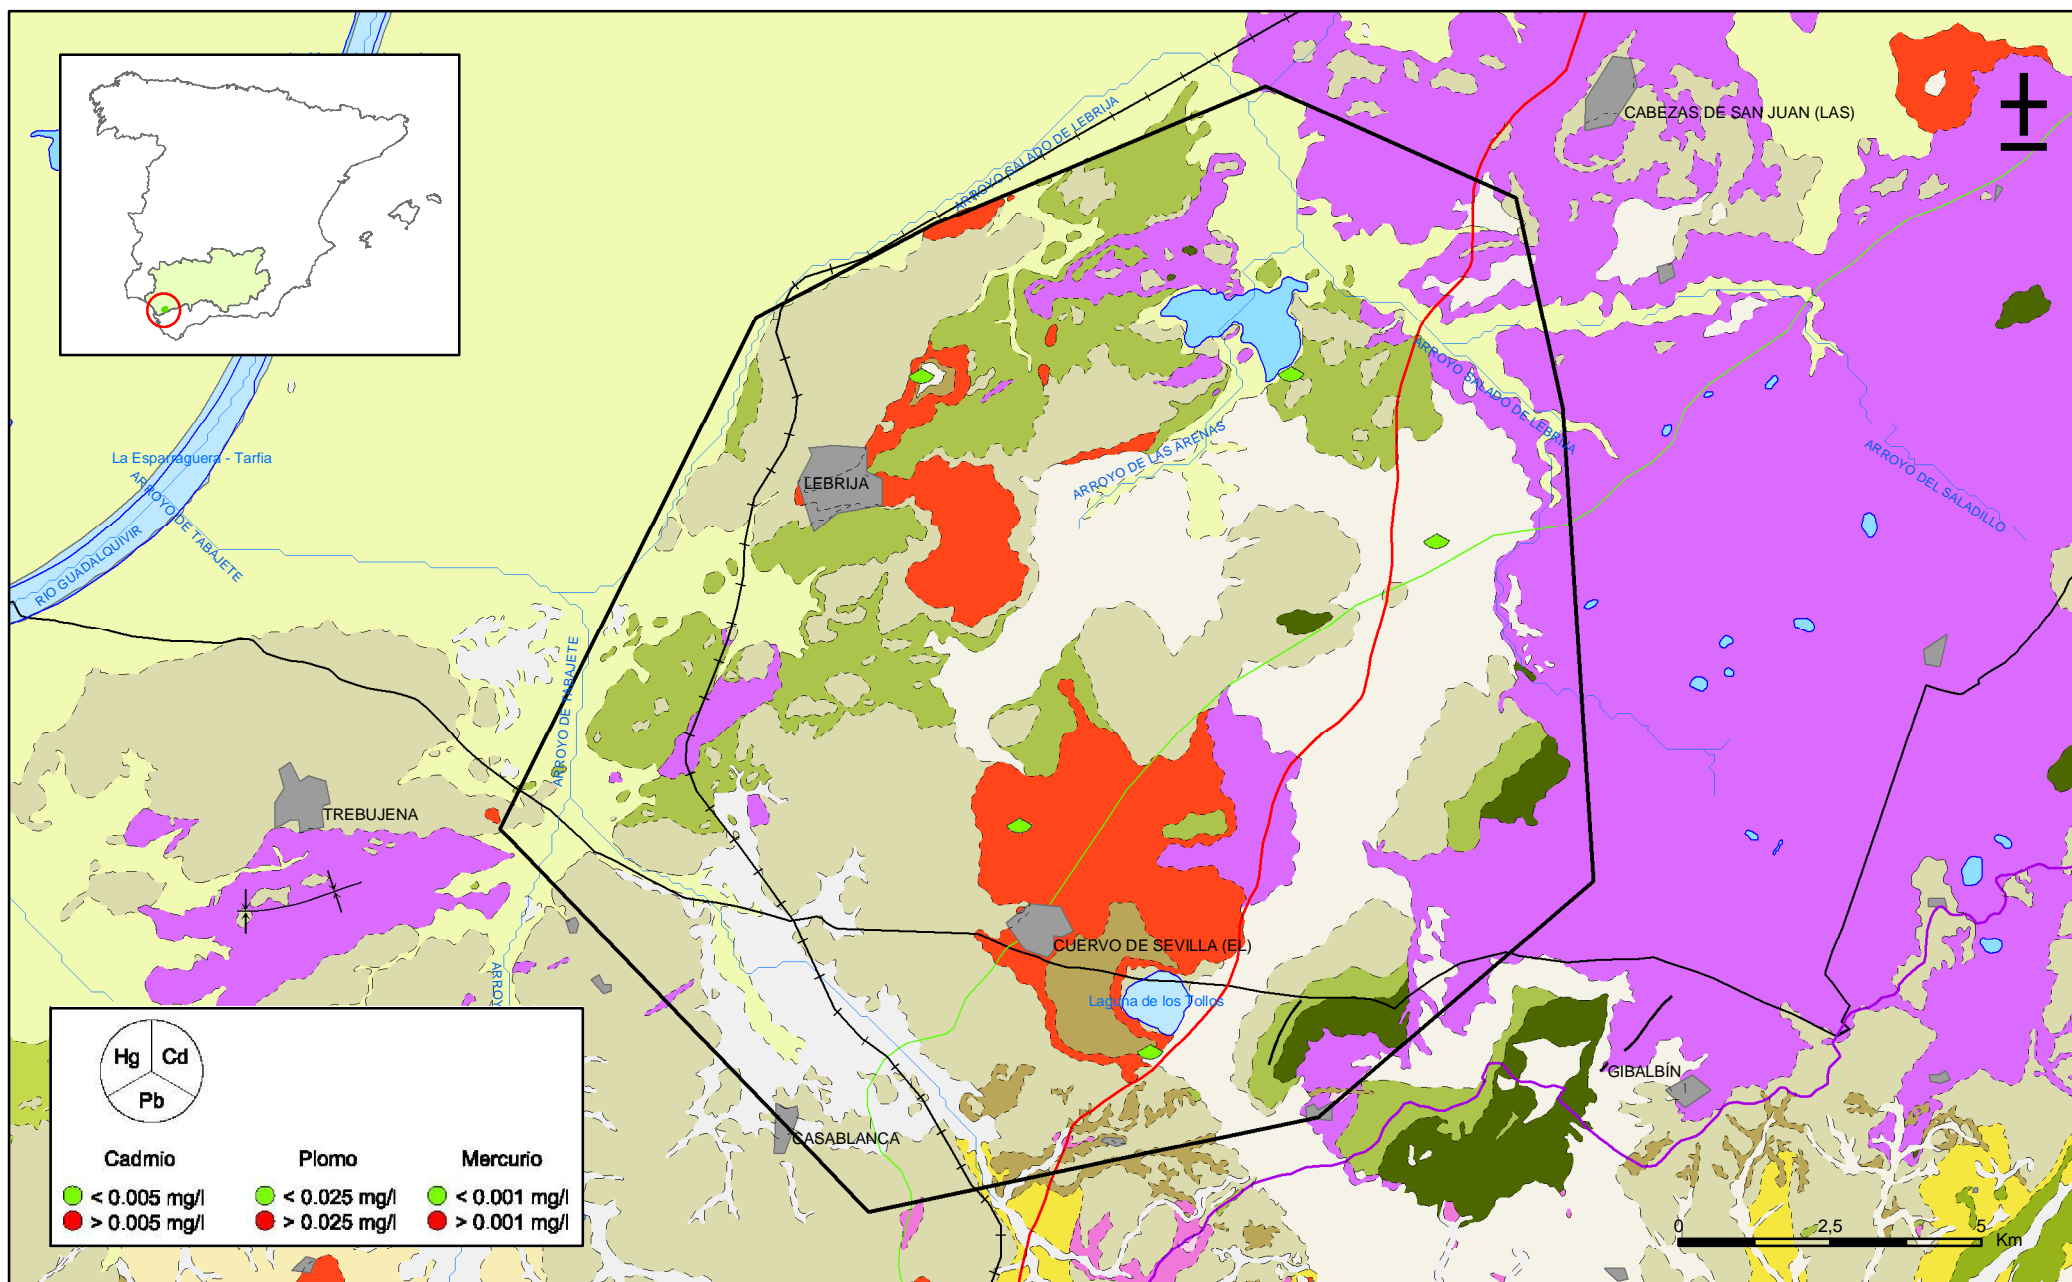 CABEZAS DE SAN JUAN (LAS)
ARROYO SALADO DE LEBRIJA
ARROYO SALADO DE LEBRIJA
ARROYO DE LAS ARENAS
ARROYO DEL SALADILLO
La Esparraguera - Tarfia
ARROYO DE TABAJETE
RIO GUADALQUIVIR
LEBRIJA
ARROYO DE TABAJETE
TREBUJENA
CUERVO DE SEVILLA (EL)
Laguna de los Tollos
ARROY
GIBALBÍN
CASABLANCA
Hg Cd
Pb
Cadmio Plomo Mercurio
< 0.005 mg/l < 0.025 mg/l < 0.001 mg/l
> 0.005 mg/l > 0.025 mg/l > 0.001 mg/l
0 2,5 5
Km